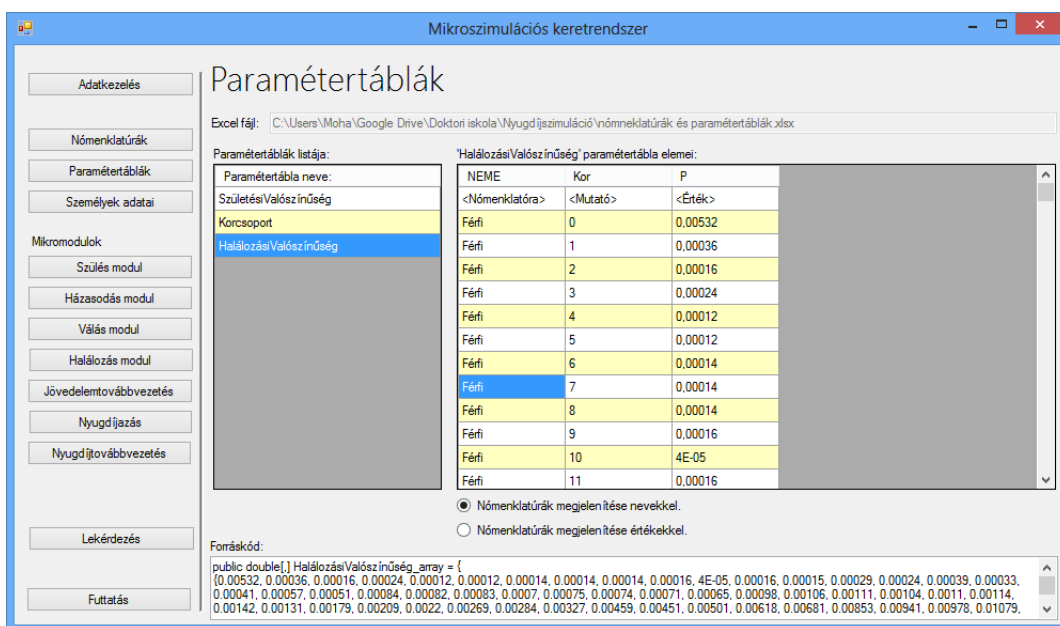 Mikroszimulációs keretrendszer
Adatkezelés
Nómenklatúrák
Paramétertáblák
Személyek adatai
Mikromodulok
Szülés modul
Házasodás modul
Válás modul
Halálozás modul
Jövedelemtovábbvezetés
Nyugdíjazás
Nyugdíjtovábbvezetés
Lekérdezés
Futtatás
Paramétertáblák
Excel fájl: C:\Users\Moha\Google Drive\Doktori iskola\Nyugdíjszimuláció\nómneklatúrák és paramétertáblák.xlsx
Paramétertáblák listája:
Paramétertábla neve:
SzületésiValószínűség
Korcsoport
HalálozásiValószínűség
'HalálozásiValószínűség' paramétertábla elemei:
NEME Kor P
<Nómenklatóra> <Mutató> <Érték>
Férfi 0 0,00532
Férfi 1 0,00036
Férfi 2 0,00016
Férfi 3 0,00024
Férfi 4 0,00012
Férfi 5 0,00012
Férfi 6 0,00014
Férfi 7 0,00014
Férfi 8 0,00014
Férfi 9 0,00016
Férfi 10 4E-05
Férfi 11 0,00016
Nómenklatúrák megjelenítése nevekkel.
Nómenklatúrák megjelenítése értékekkel.
Forráskód:
public double[,] HalálozásiValószínűség_array = {
{0.00532, 0.00036, 0.00016, 0.00024, 0.00012, 0.00012, 0.00014, 0.00014, 0.00014, 0.00016, 4E-05, 0.00016, 0.00015, 0.00029, 0.00024, 0.00039, 0.00033,
0.00041, 0.00057, 0.00051, 0.00084, 0.00082, 0.00083, 0.0007, 0.00075, 0.00074, 0.00071, 0.00065, 0.00098, 0.00106, 0.00111, 0.00104, 0.0011, 0.00114,
0.00142, 0.00131, 0.00179, 0.00209, 0.0022, 0.00269, 0.00284, 0.00327, 0.00459, 0.00451, 0.00501, 0.00618, 0.00681, 0.00853, 0.00941, 0.00978, 0.01079,